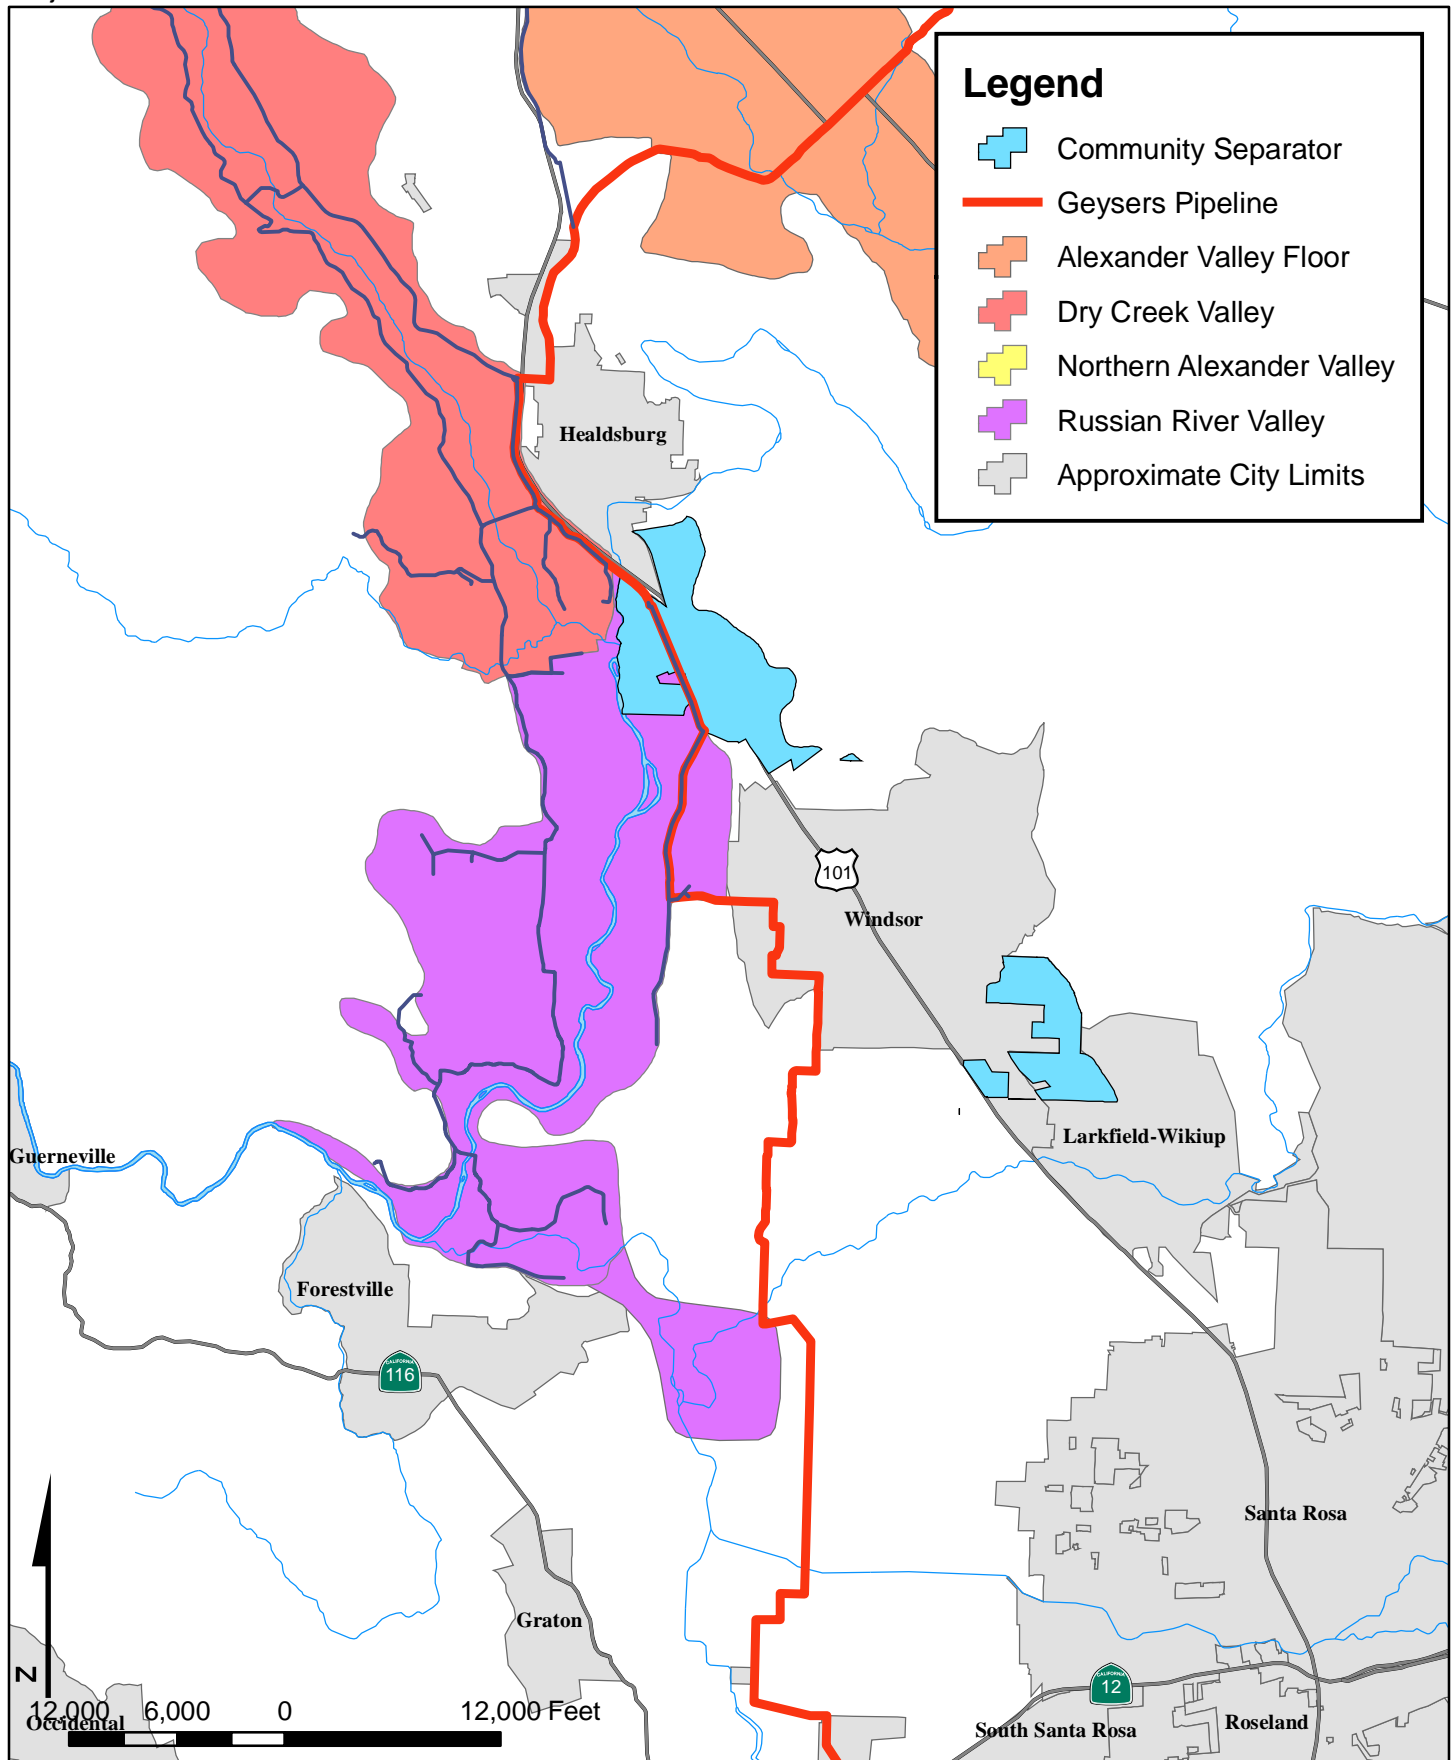 Legend
Community Separator
Geysers Pipeline
Alexander Valley Floor
Dry Creek Valley
Northern Alexander Valley
Russian River Valley
Approximate City Limits
Healdsburg
101
Windsor
Larkfield-Wikiup
Guerneville
Forestville
CALIFORNIA
116
Santa Rosa
Graton
CALIFORNIA
12
South Santa Rosa
Roseland
Occidental
N
12,000 6,000 0 12,000 Feet